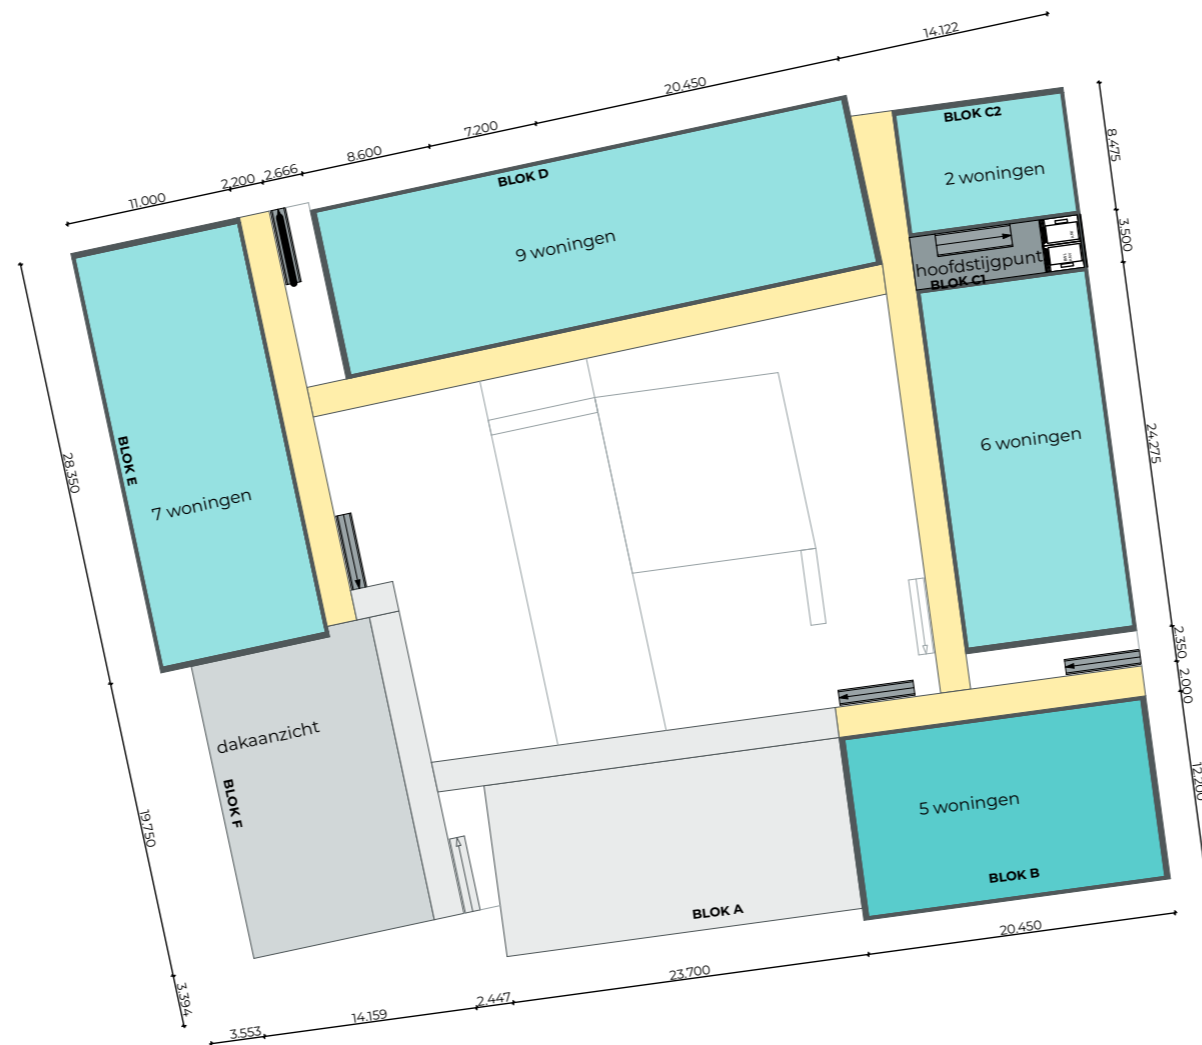 14.122
20.450
7.200
8.600
2.666
2.200
11.000
BLOK C2
8.475
2 woningen
BLOK D
9 woningen
3.500
hoofdstijgpunt
BLOK C1
28.350
BLOK E
7 woningen
6 woningen
24.275
2.350
2.000
dakaanzicht
BLOK F
19.750
5 woningen
12.200
BLOK B
BLOK A
20.450
23.700
2.447
14.159
3.553
3.394